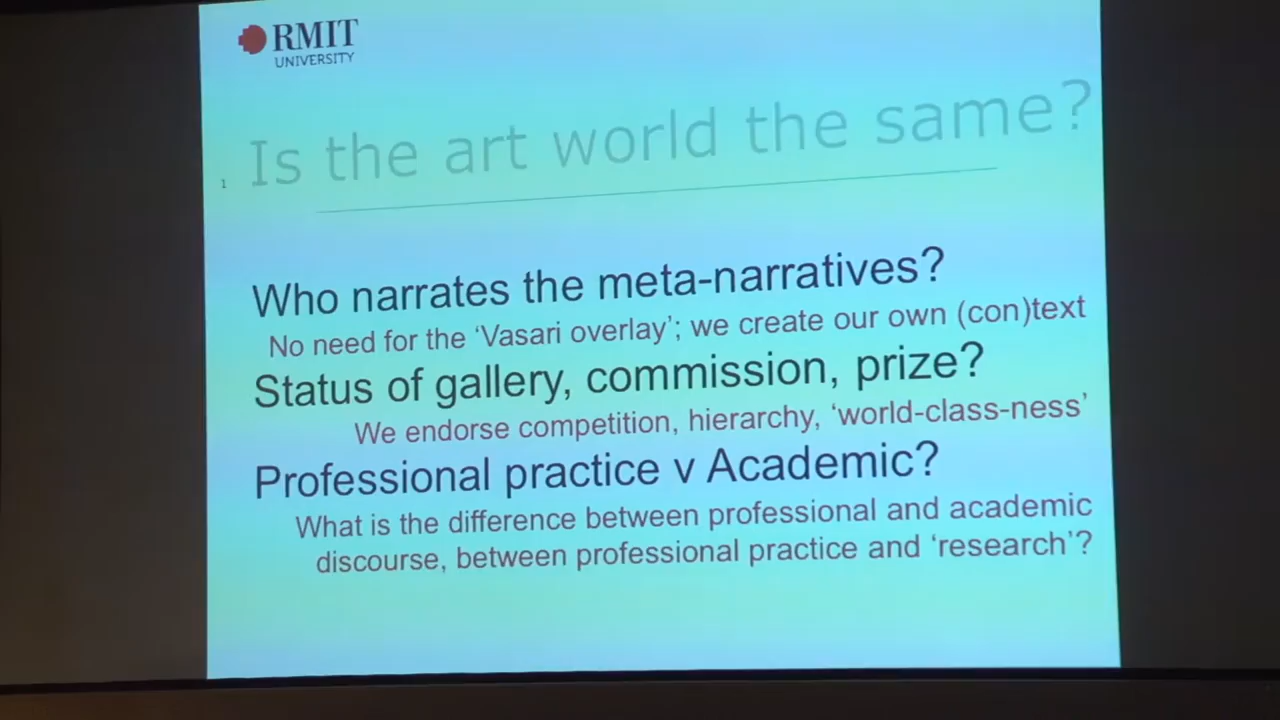 RMIT
UNIVERSITY
Is the art world the same?
1
Who narrates the meta-narratives?
No need for the ‘Vasari overlay’; we create our own (con)text
Status of gallery, commission, prize?
We endorse competition, hierarchy, ‘world-class-ness’
Professional practice v Academic?
What is the difference between professional and academic
discourse, between professional practice and ‘research’?